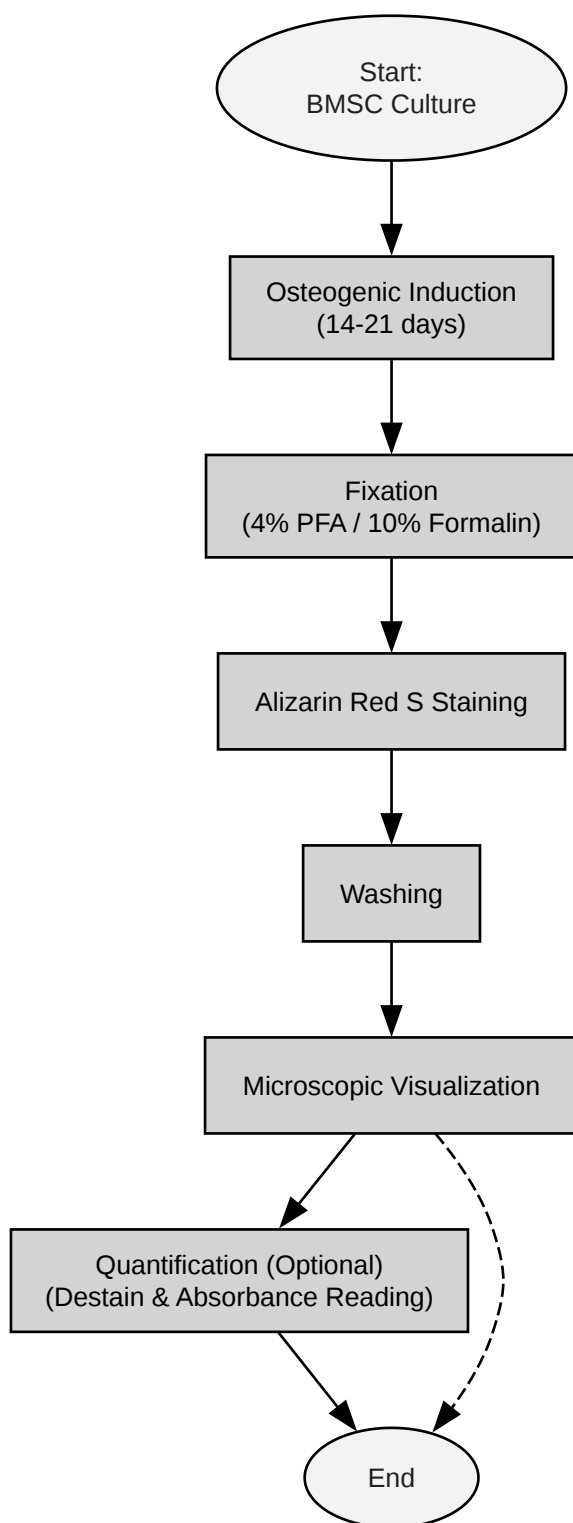 Start:
BMSC Culture
Osteogenic Induction
(14-21 days)
Fixation
(4% PFA / 10% Formalin)
Alizarin Red S Staining
Washing
Microscopic Visualization
Quantification (Optional)
(Destain & Absorbance Reading)
End